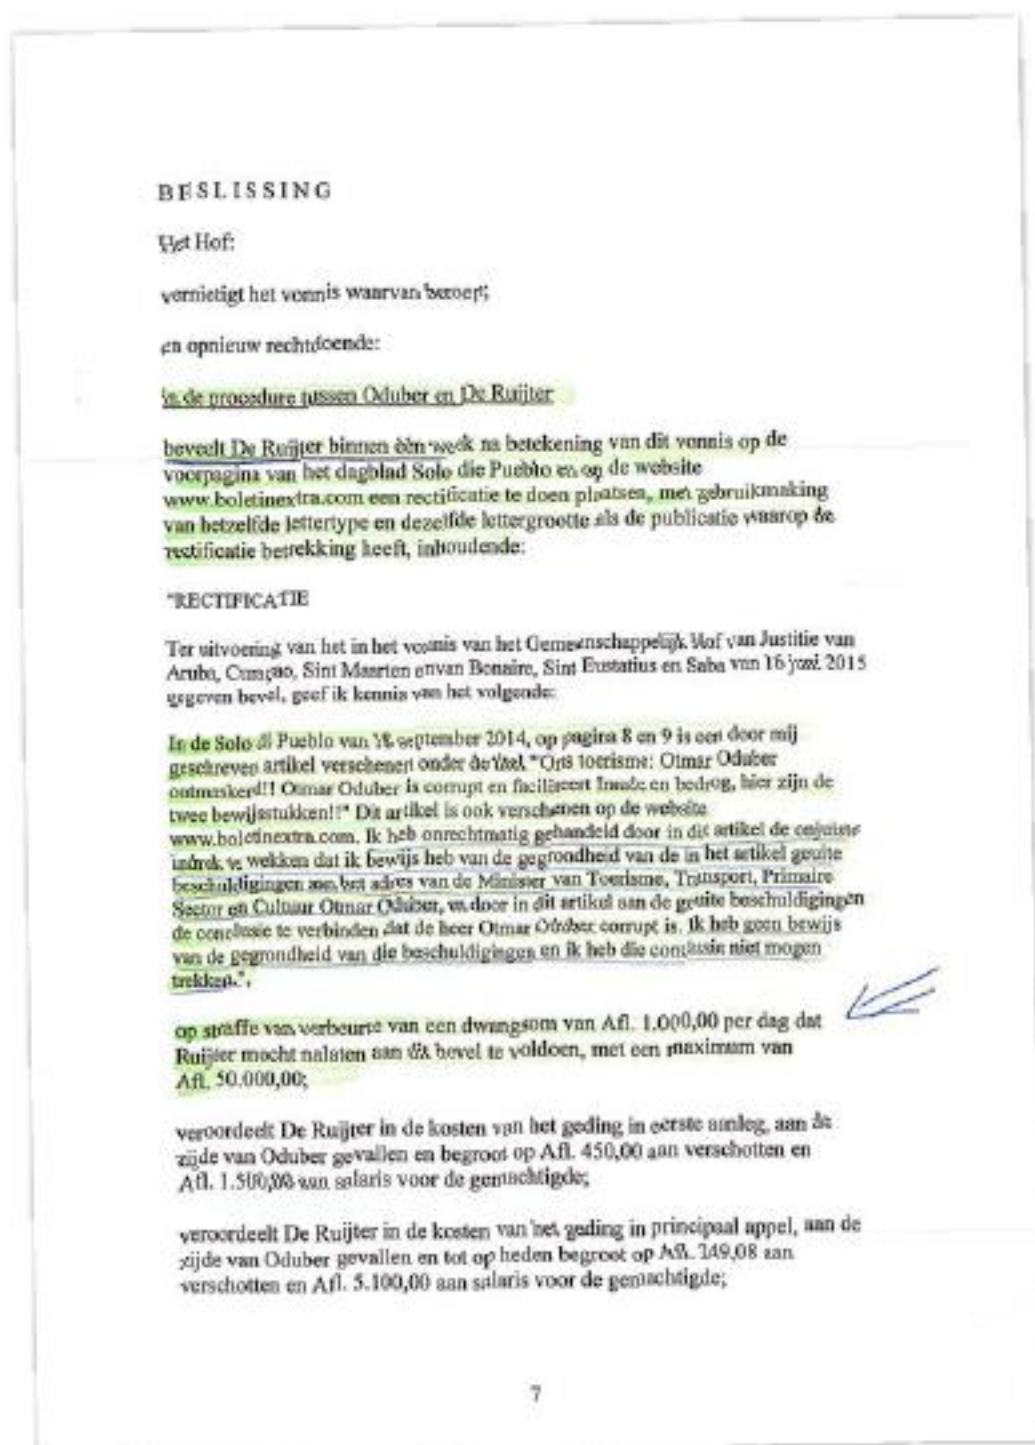 BESLISSING
Het Hof:
vernietigt het vonnis waarvan beroep;
en opnieuw rechtdoende:
in de procedure tussen Oduber en De Ruijter
beveelt De Ruijter binnen één week na betekening van dit vonnis op de
voorpagina van het dagblad Solo die Pueblo en op de website
www.boletinextra.com een rectificatie te doen plaatsen, met gebruikmaking
van hetzelfde lettertype en dezelfde lettergrootte als de publicatie waarop de
rectificatie betrekking heeft, inhoudende:
"RECTIFICATIE
Ter uitvoering van het in het vonnis van het Gemeenschappelijk Hof van Justitie van
Aruba, Curaçao, Sint Maarten en van Bonaire, Sint Eustatius en Saba van 16 juni 2015
gegeven bevel, geef ik kennis van het volgende:
In de Solo di Pueblo van september 2014, op pagina 8 en 9 is een door mij
geschreven artikel verschenen onder de titel "Ons toerisme: Otmar Oduber
ontmaskerd!! Otmar Oduber is corrupt en faciliteert fraude en bedrog, hier zijn de
twee bewijsstukken!!" Dit artikel is ook verschenen op de website
www.boletinextra.com. Ik heb onrechtmatig gehandeld door in dit artikel de onjuiste
indruk te wekken dat ik bewijs heb van de gegrondheid van de in het artikel geuite
beschuldigingen aan het adres van de Minister van Toerisme, Transport, Primaire
Sector en Cultuur Otmar Oduber, en door in dit artikel aan de geuite beschuldigingen
de conclusie te verbinden dat de heer Otmar Oduber corrupt is. Ik heb geen bewijs
van de gegrondheid van die beschuldigingen en ik heb die conclusie niet mogen
trekken.",
op straffe van verbeurte van een dwangsom van Afl. 1.000,00 per dag dat
Ruijter mocht nalaten aan dit bevel te voldoen, met een maximum van
Afl. 50.000,00;
veroordeelt De Ruijter in de kosten van het geding in eerste aanleg, aan de
zijde van Oduber gevallen en begroot op Afl. 450,00 aan verschotten en
Afl. 1.500,00 aan salaris voor de gemachtigde;
veroordeelt De Ruijter in de kosten van het geding in principaal appel, aan de
zijde van Oduber gevallen en tot op heden begroot op Afl. 249,08 aan
verschotten en Afl. 5.100,00 aan salaris voor de gemachtigde;
7